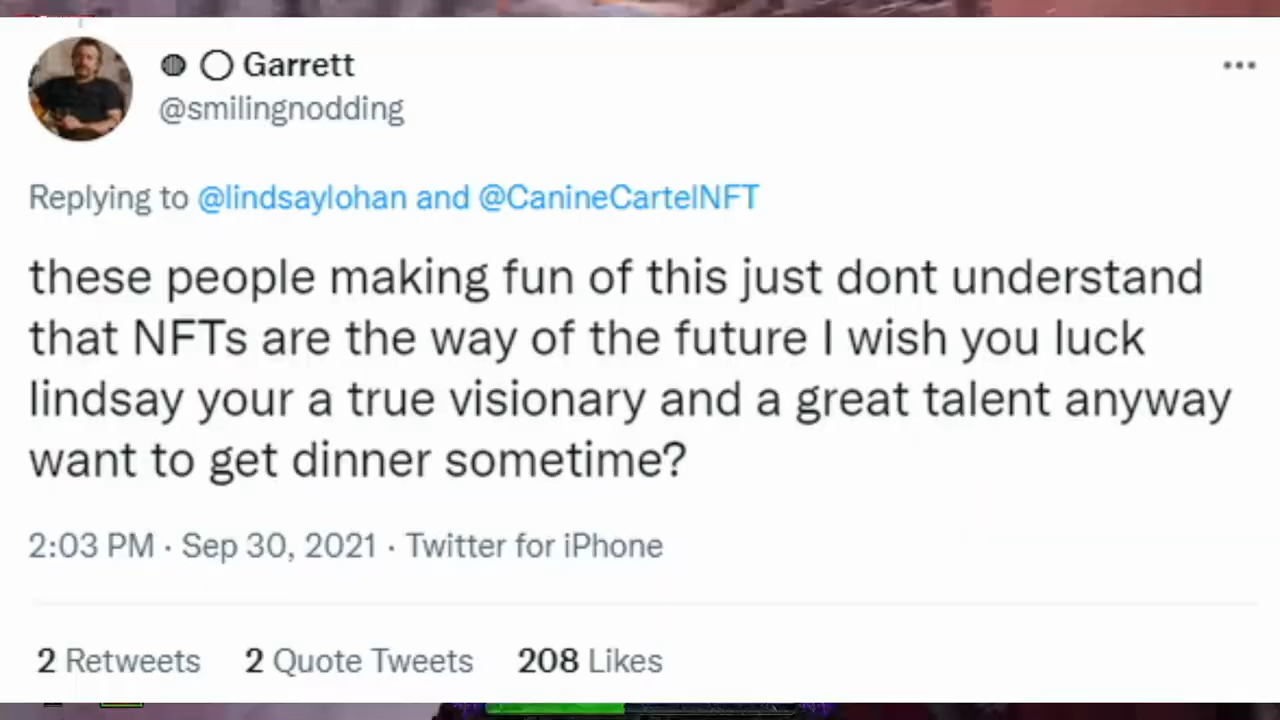 Garrett
@smilingnodding
Replying to @lindsaylohan and @CanineCartelNFT
these people making fun of this just dont understand
that NFTs are the way of the future I wish you luck
lindsay your a true visionary and a great talent anyway
want to get dinner sometime?
2:03 PM · Sep 30, 2021 · Twitter for iPhone
2 Retweets 2 Quote Tweets 208 Likes